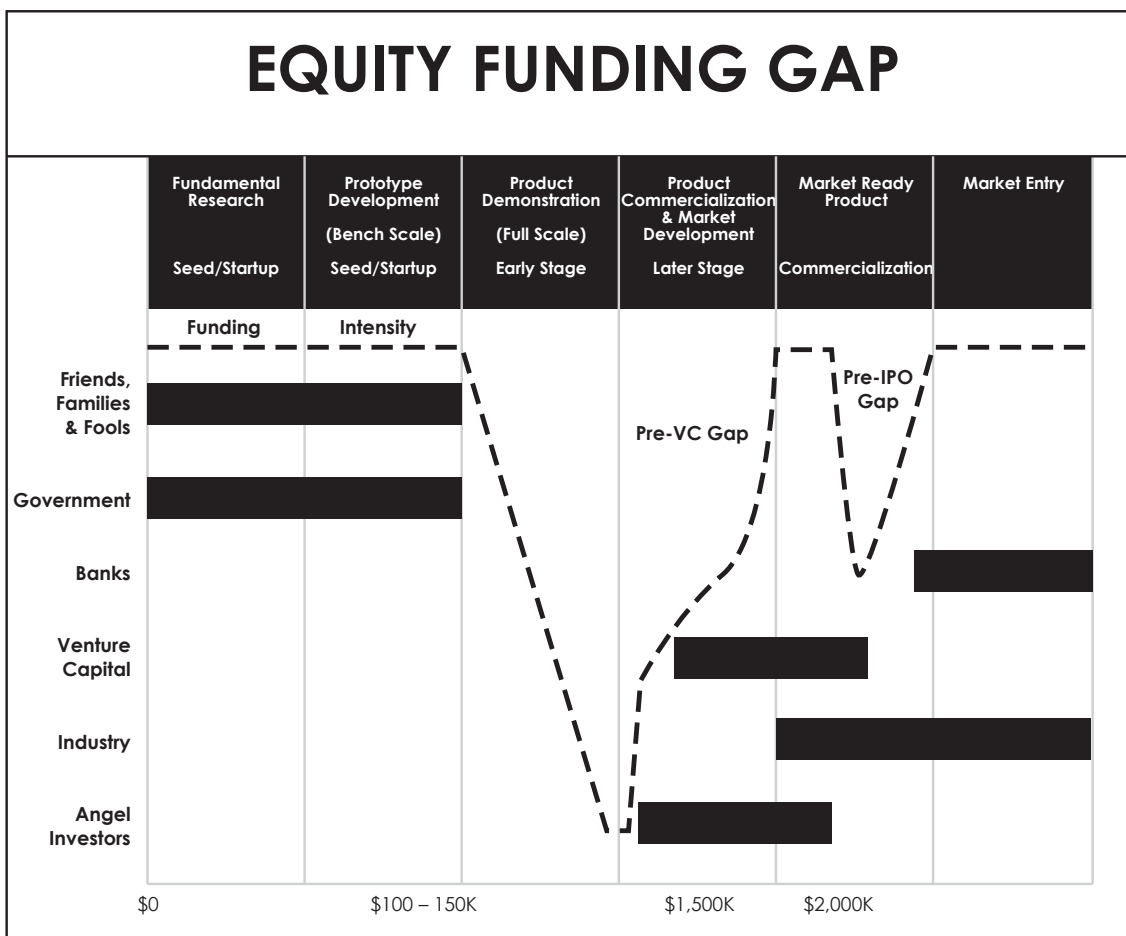 EQUITY FUNDING GAP
Fundamental
Research
Seed/Startup
Prototype
Development
(Bench Scale)
Seed/Startup
Product
Demonstration
(Full Scale)
Early Stage
Product
Commercialization
& Market
Development
Later Stage
Market Ready
Product
Commercialization
Market Entry
Funding
Intensity
Friends,
Families
& Fools
Pre-IPO
Gap
Pre-VC Gap
Government
Banks
Venture
Capital
Industry
Angel
Investors
$0
$100 – 150K
$1,500K
$2,000K